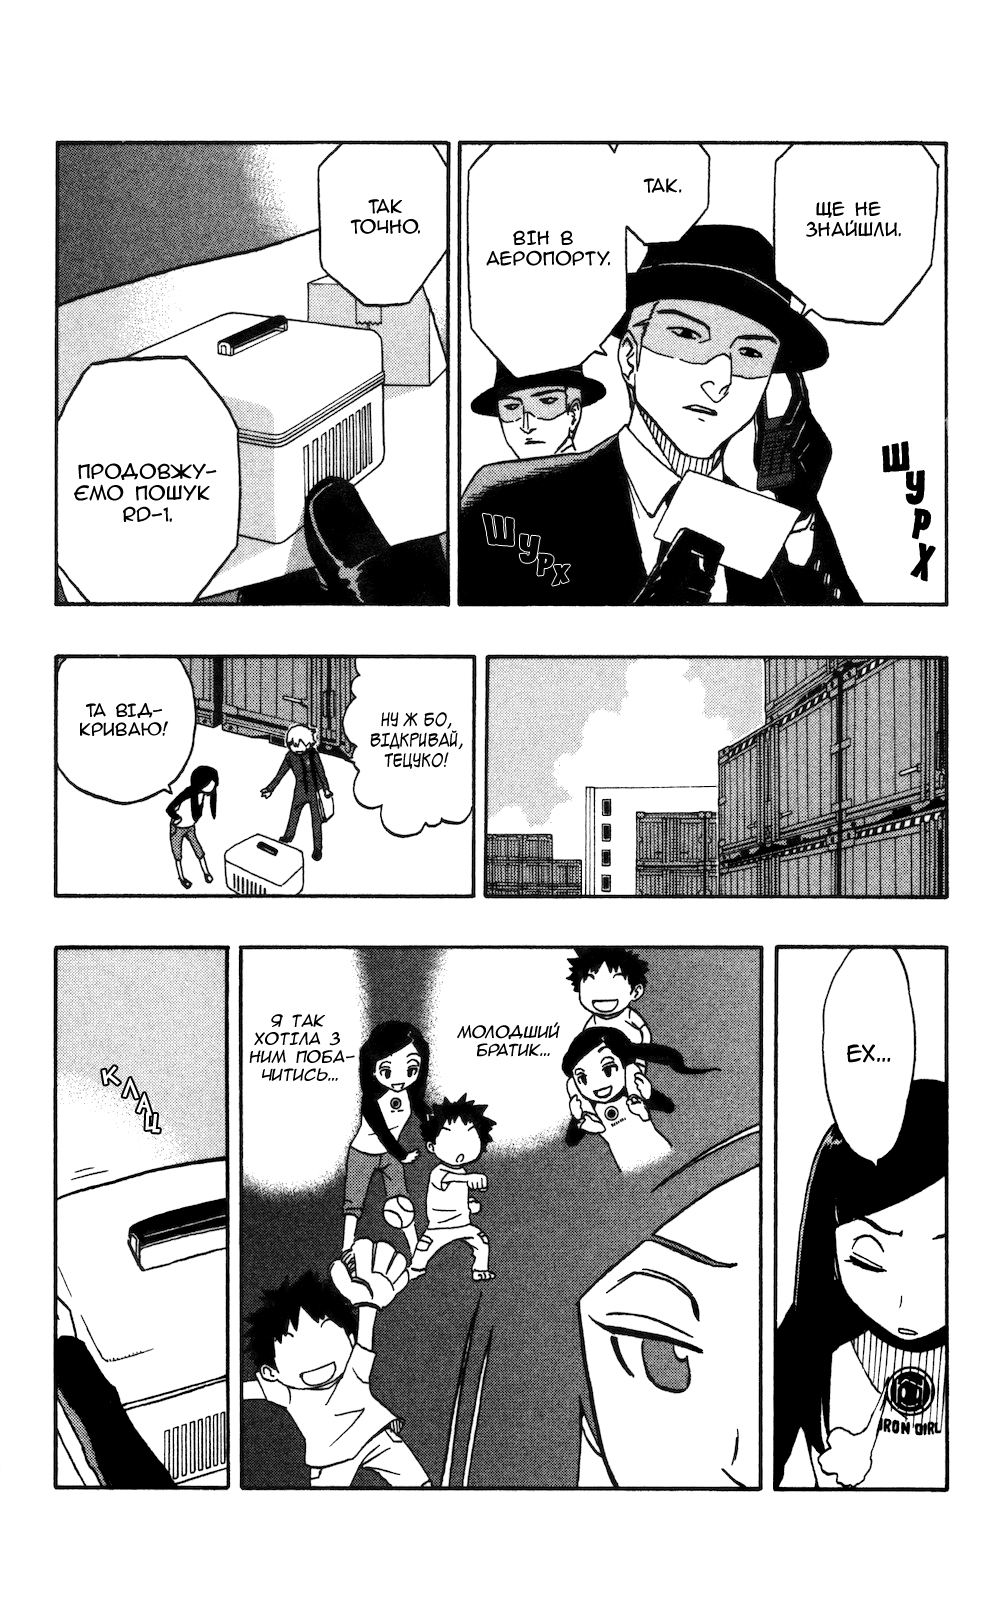 ЩЕ НЕ
ЗНАЙШЛИ.
ТАК.
ВІН В
АЕРОПОРТУ.
ШУРХ
ШУРХ
ТАК
ТОЧНО.
ПРОДОВЖУ-
ЄМО ПОШУК
RD-1.
НУ Ж БО,
ВІДКРИВАЙ,
ТЕЦУКО!
ТА ВІД-
КРИВАЮ!
ЕХ...
IRON GIRL
МОЛОДШИЙ
БРАТИК...
Я ТАК
ХОТІЛА З
НИМ ПОБА-
ЧИТИСЬ...
КЛАЦ